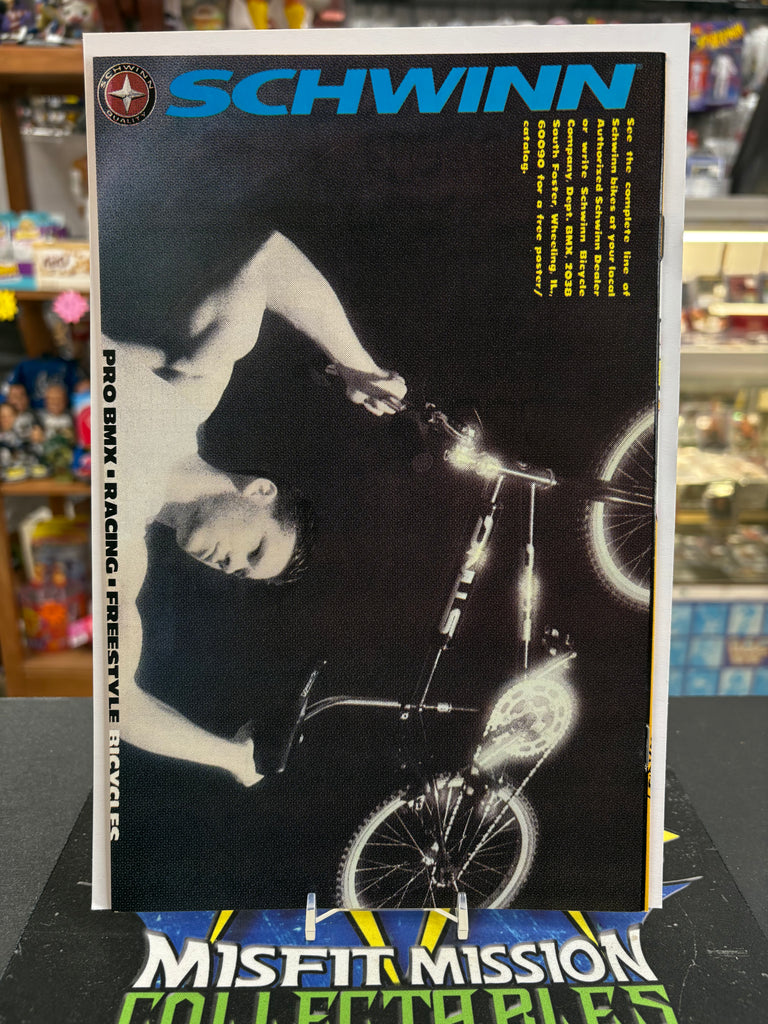 SCHWINN
QUALITY
SCHWINN
See the complete line of
Schwinn bikes at your local
Authorized Schwinn Dealer
or write Schwinn Bicycle
Company, Dept. BMX, 2038
South Foster, Wheeling, IL,
60090 for a free poster/
catalog.
PRO BMX ▪ RACING ▪ FREESTYLE BICYCLES
MISFIT MISSION
COLLECTABLES